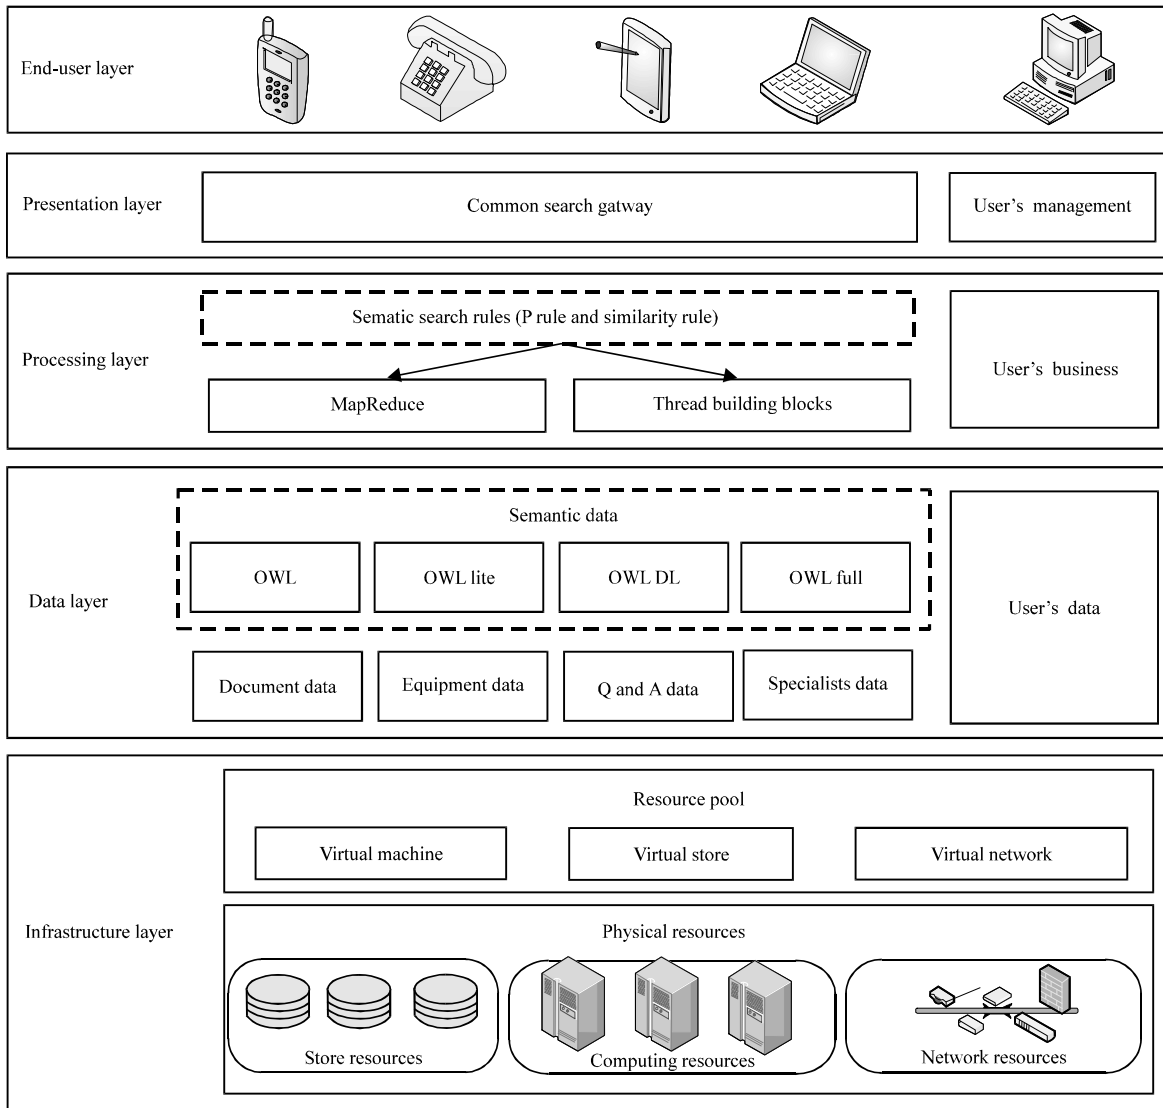 End-user layer
Presentation layer
Common search gatway
User's management
Sematic search rules (P rule and similarity rule)
Processing layer
User's business
MapReduce
Thread building blocks
Semantic data
OWL
OWL lite
OWL DL
OWL full
Data layer
User's data
Document data
Equipment data
Q and A data
Specialists data
Resource pool
Virtual machine
Virtual store
Virtual network
Infrastructure layer
Physical resources
Store resources
Computing resources
Network resources